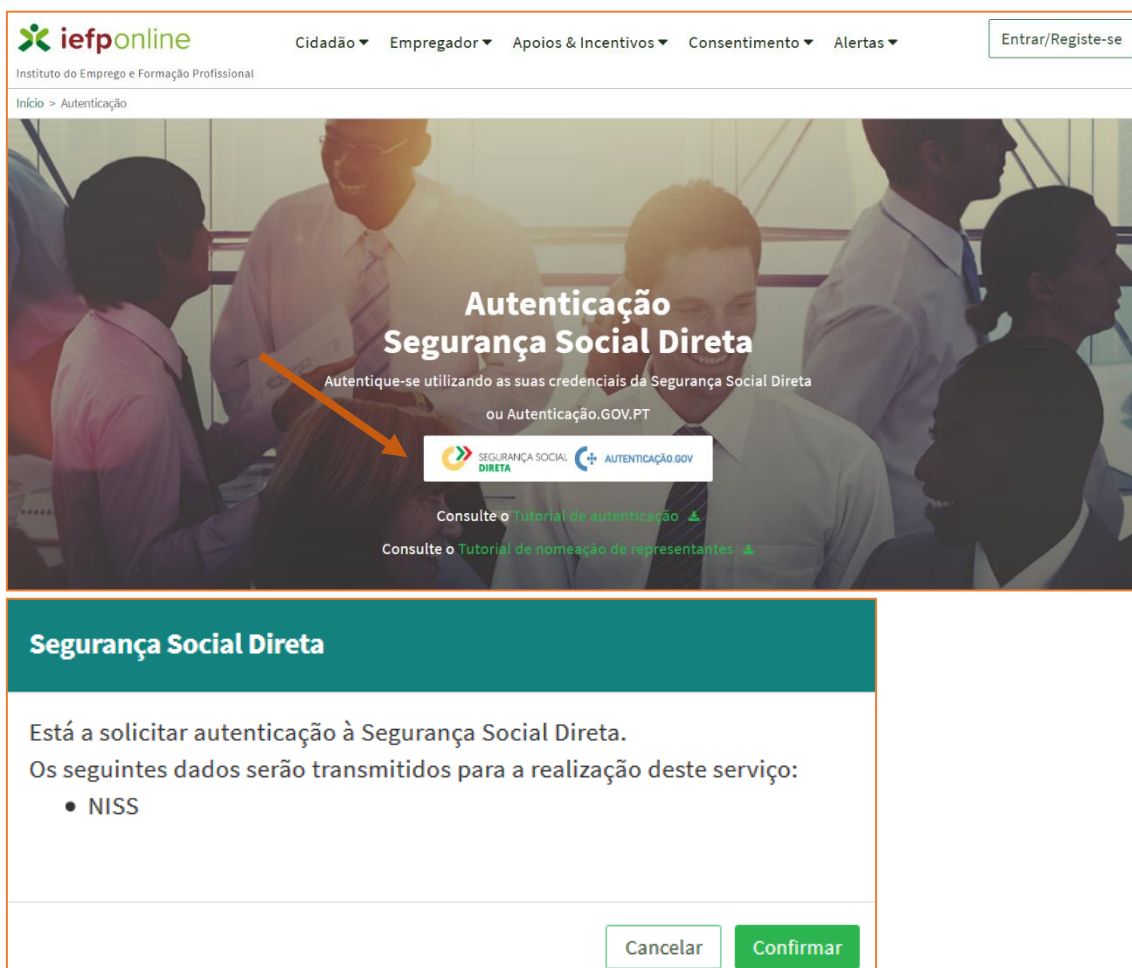 iefponline
Cidadão Empregador Apoios & Incentivos Consentimento Alertas Entrar/Registe-se
Instituto do Emprego e Formação Profissional
Início > Autenticação
Autenticação
Segurança Social Direta
Autentique-se utilizando as suas credenciais da Segurança Social Direta
ou Autenticação.GOV.PT
SEGURANÇA SOCIAL AUTENTICAÇÃO.GOV
DIRETA
Consulte o Tutorial de autenticação
Consulte o Tutorial de nomeação de representantes
Segurança Social Direta
Está a solicitar autenticação à Segurança Social Direta.
Os seguintes dados serão transmitidos para a realização deste serviço:
• NISS
Cancelar Confirmar